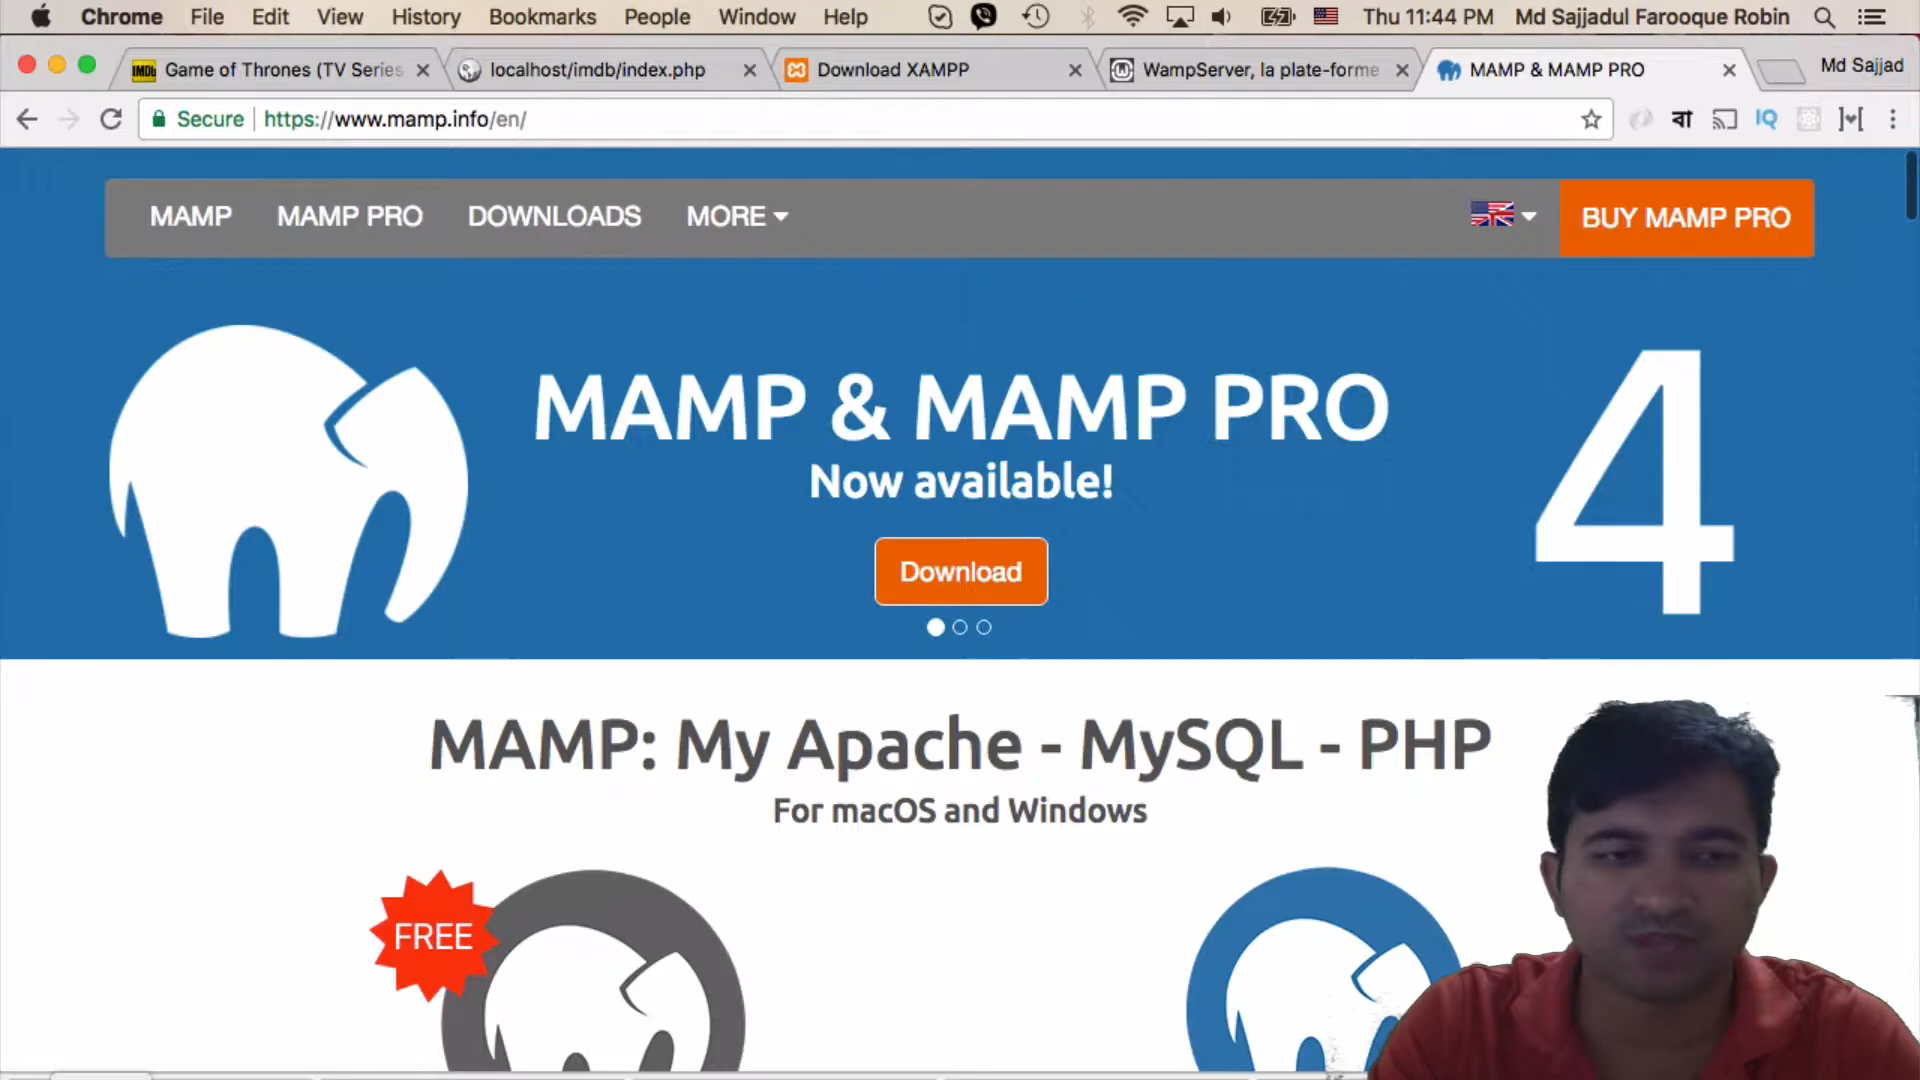 Chrome File Edit View History Bookmarks People Window Help Thu 11:44 PM Md Sajjadul Farooque Robin
IMDb Game of Thrones (TV Series localhost/imdb/index.php Download XAMPP WampServer, la plate-forme MAMP & MAMP PRO Md Sajjad
Secure https://www.mamp.info/en/ বা IQ
MAMP MAMP PRO DOWNLOADS MORE BUY MAMP PRO
MAMP & MAMP PRO
4
Now available!
Download
MAMP: My Apache - MySQL - PHP
For macOS and Windows
FREE